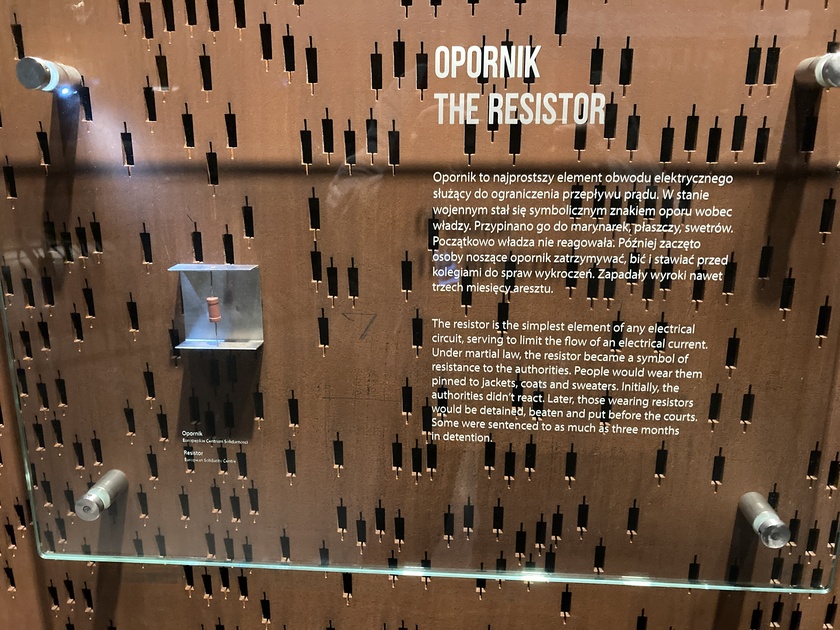 OPORNIK
THE RESISTOR
Opornik to najprostszy element obwodu elektrycznego
służący do ograniczenia przepływu prądu. W stanie
wojennym stał się symbolicznym znakiem oporu wobec
władzy. Przypinano go do marynarek, płaszczy, swetrów.
Początkowo władza nie reagowała. Później zaczęto
osoby noszące opornik zatrzymywać, bić i stawiać przed
kolegiami do spraw wykroczeń. Zapadały wyroki nawet
trzech miesięcy aresztu.
The resistor is the simplest element of any electrical
circuit, serving to limit the flow of an electrical current.
Under martial law, the resistor became a symbol of
resistance to the authorities. People would wear them
pinned to jackets, coats and sweaters. Initially, the
authorities didn't react. Later, those wearing resistors
would be detained, beaten and put before the courts.
Some were sentenced to as much as three months
in detention.
Opornik
Europejskie Centrum Solidarności
Resistor
European Solidarity Centre